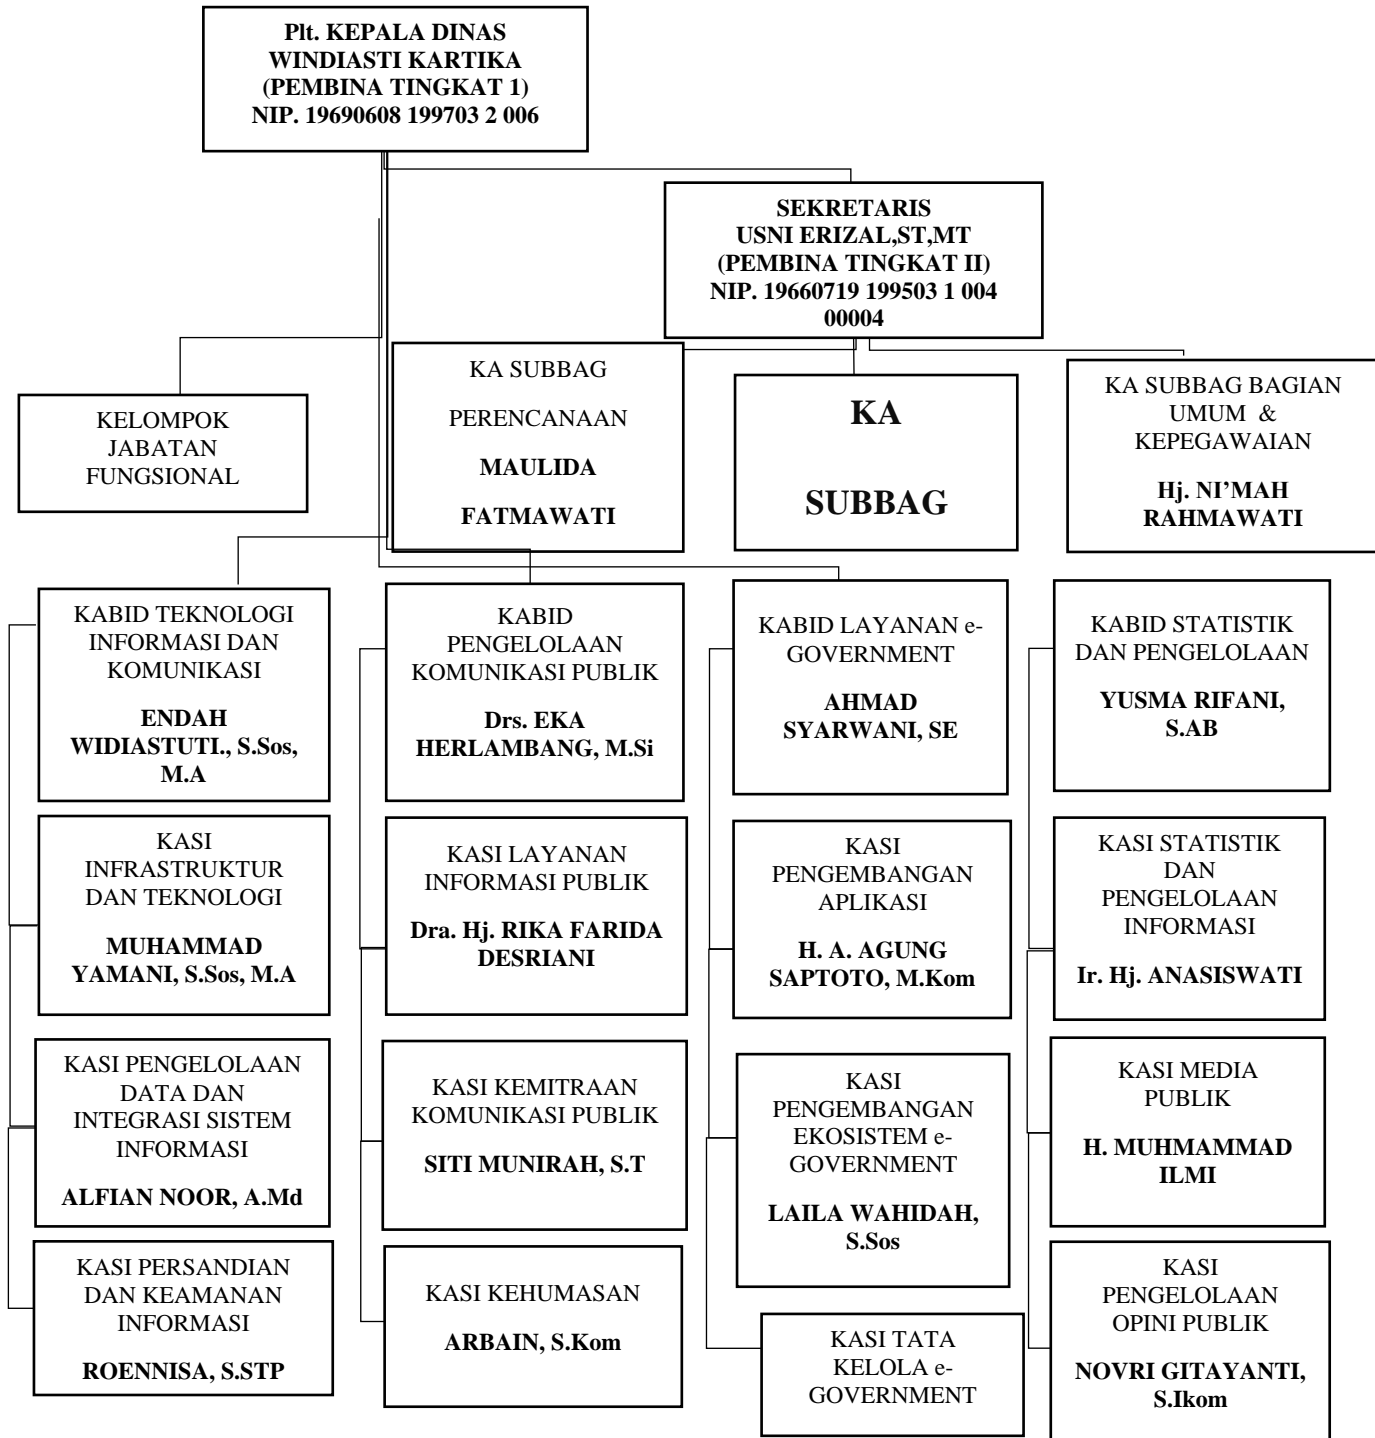 Plt. KEPALA DINAS
WINDIASTI KARTIKA
(PEMBINA TINGKAT 1)
NIP. 19690608 199703 2 006
SEKRETARIS
USNI ERIZAL,ST,MT
(PEMBINA TINGKAT II)
NIP. 19660719 199503 1 004
00004
KELOMPOK
JABATAN
FUNGSIONAL
KA SUBBAG
PERENCANAAN
MAULIDA
FATMAWATI
KA
SUBBAG
KA SUBBAG BAGIAN
UMUM &
KEPEGAWAIAN
Hj. NI’MAH
RAHMAWATI
KABID TEKNOLOGI
INFORMASI DAN
KOMUNIKASI
ENDAH
WIDIASTUTI., S.Sos,
M.A
KABID
PENGELOLAAN
KOMUNIKASI PUBLIK
Drs. EKA
HERLAMBANG, M.Si
KABID LAYANAN e-
GOVERNMENT
AHMAD
SYARWANI, SE
KABID STATISTIK
DAN PENGELOLAAN
YUSMA RIFANI,
S.AB
KASI
INFRASTRUKTUR
DAN TEKNOLOGI
MUHAMMAD
YAMANI, S.Sos, M.A
KASI LAYANAN
INFORMASI PUBLIK
Dra. Hj. RIKA FARIDA
DESRIANI
KASI
PENGEMBANGAN
APLIKASI
H. A. AGUNG
SAPTOTO, M.Kom
KASI STATISTIK
DAN
PENGELOLAAN
INFORMASI
Ir. Hj. ANASISWATI
KASI PENGELOLAAN
DATA DAN
INTEGRASI SISTEM
INFORMASI
ALFIAN NOOR, A.Md
KASI KEMITRAAN
KOMUNIKASI PUBLIK
SITI MUNIRAH, S.T
KASI
PENGEMBANGAN
EKOSISTEM e-
GOVERNMENT
LAILA WAHIDAH,
S.Sos
KASI MEDIA
PUBLIK
H. MUHMAMMAD
ILMI
KASI PERSANDIAN
DAN KEAMANAN
INFORMASI
ROENNISA, S.STP
KASI KEHUMASAN
ARBAIN, S.Kom
KASI TATA
KELOLA e-
GOVERNMENT
KASI
PENGELOLAAN
OPINI PUBLIK
NOVRI GITAYANTI,
S.Ikom